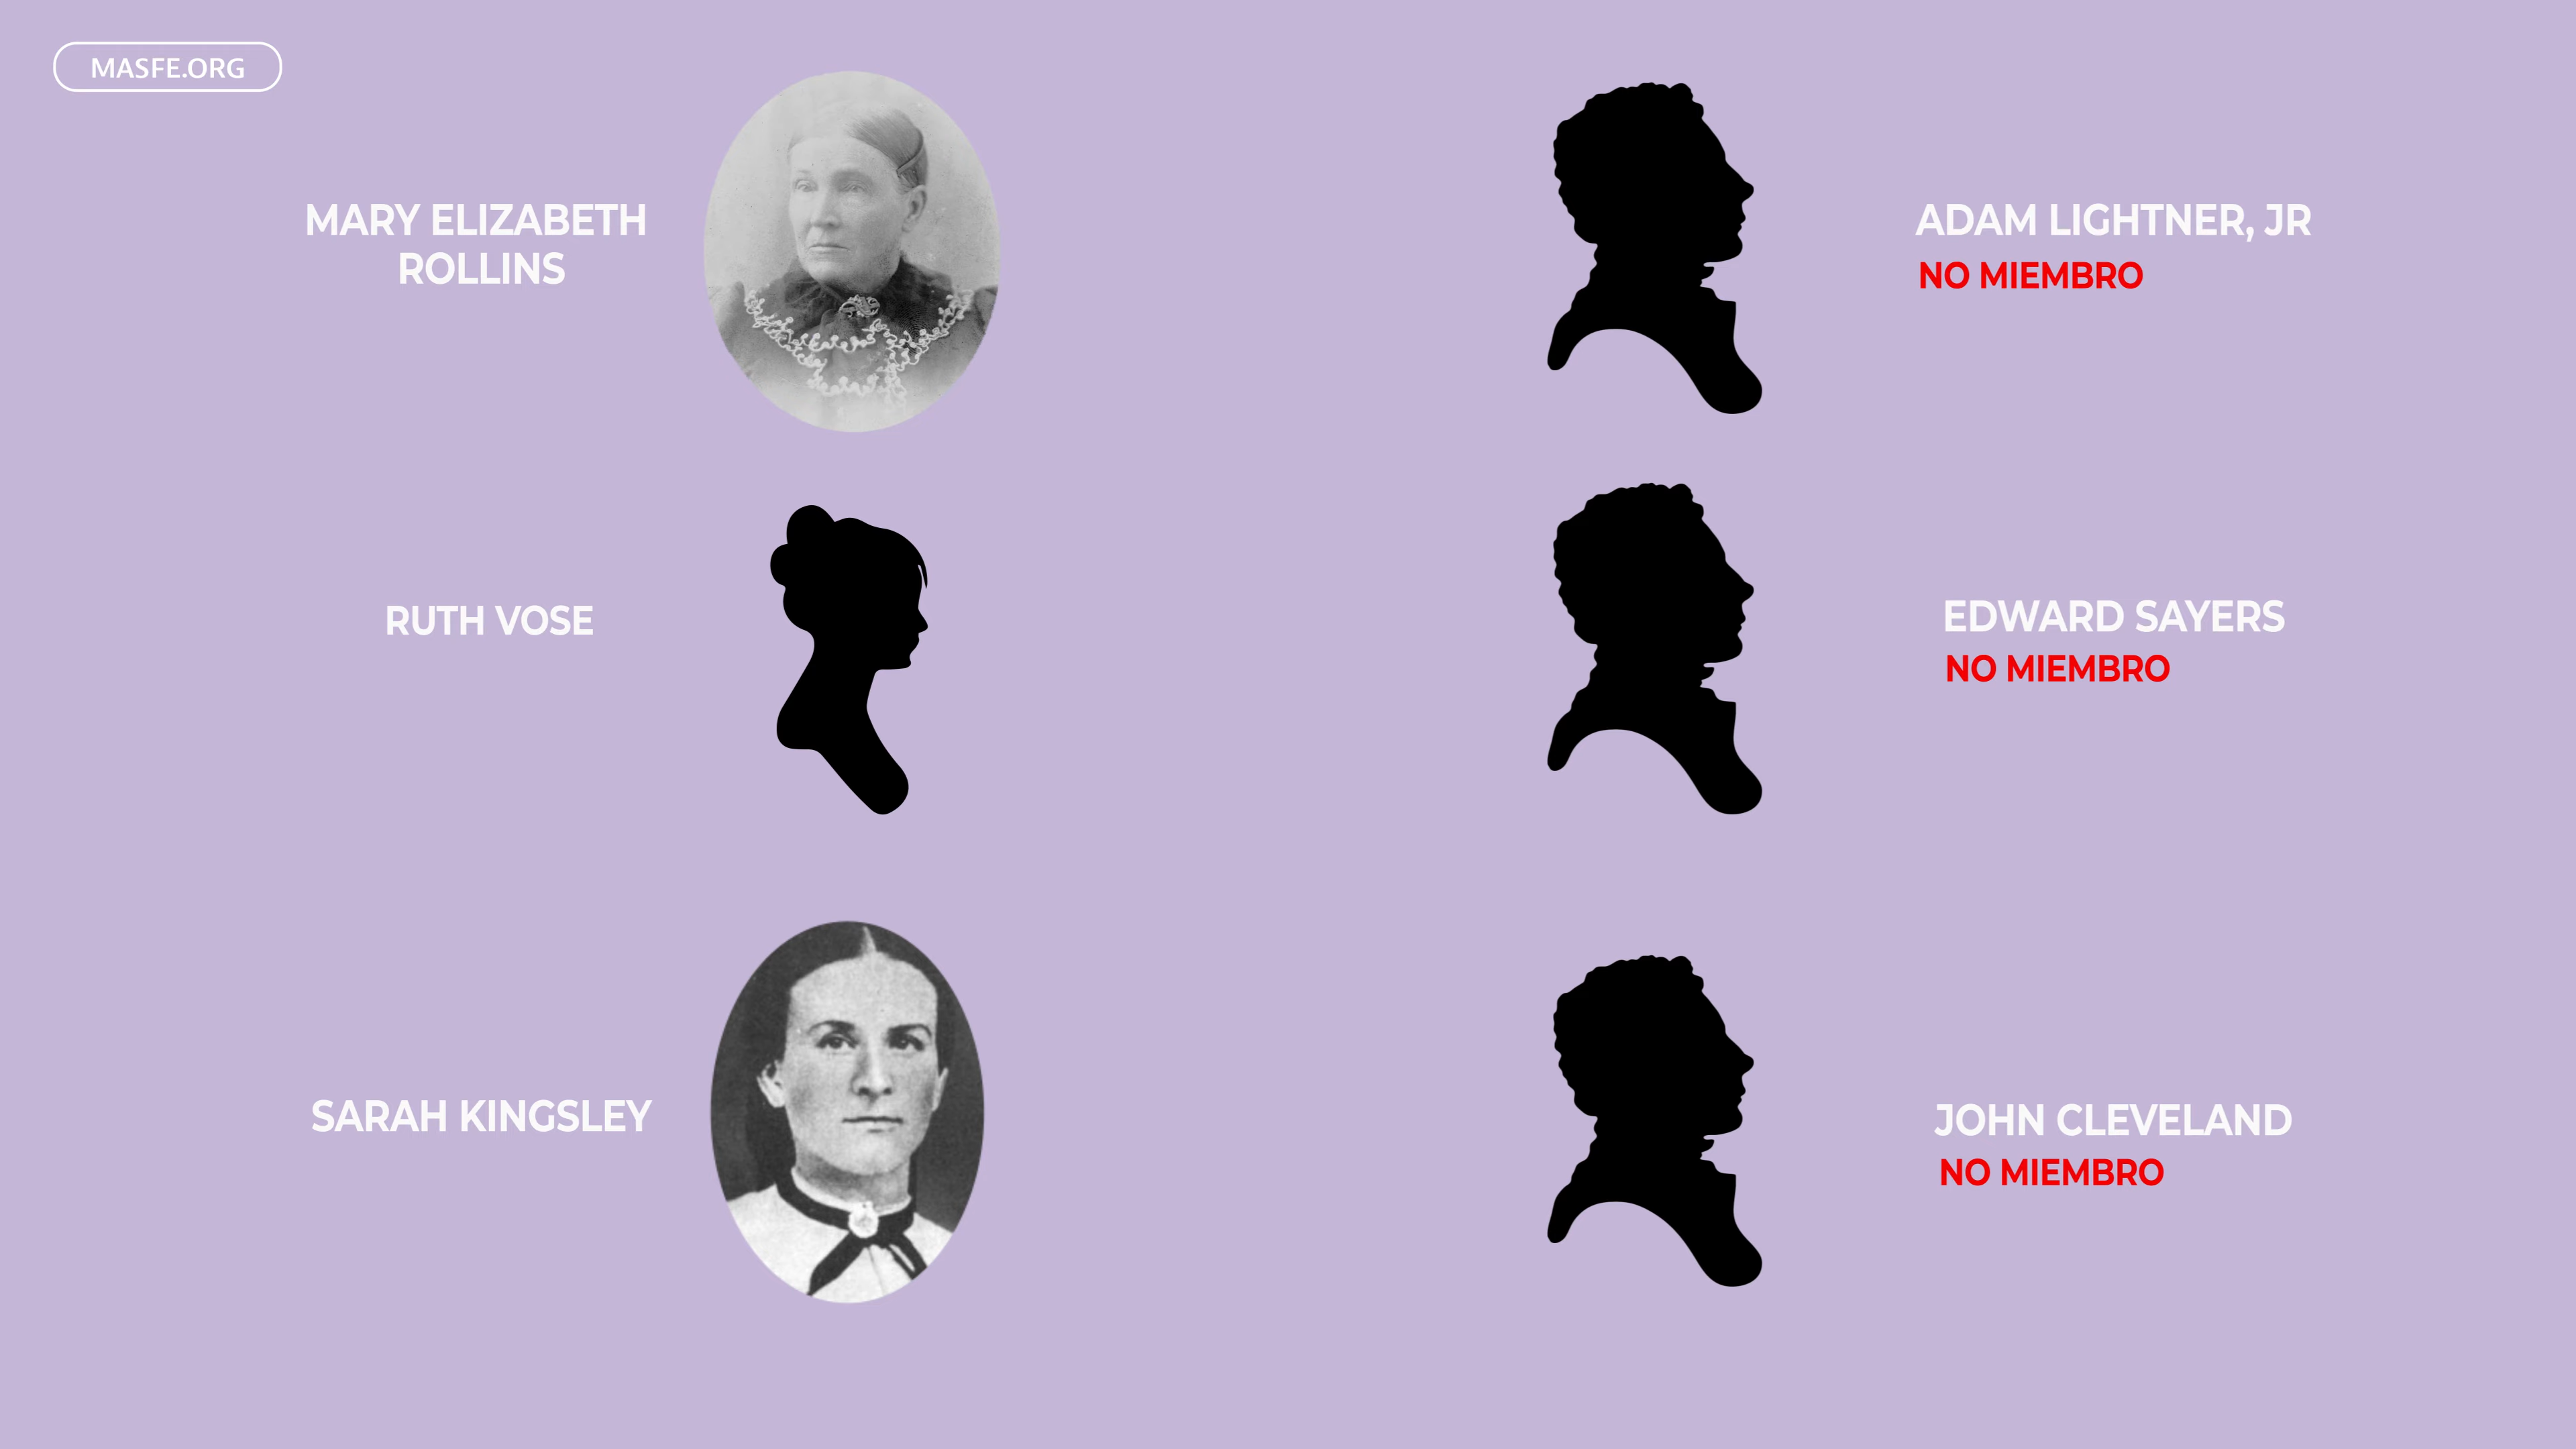 MASFE.ORG
MARY ELIZABETH
ROLLINS
ADAM LIGHTNER, JR
NO MIEMBRO
RUTH VOSE
EDWARD SAYERS
NO MIEMBRO
SARAH KINGSLEY
JOHN CLEVELAND
NO MIEMBRO